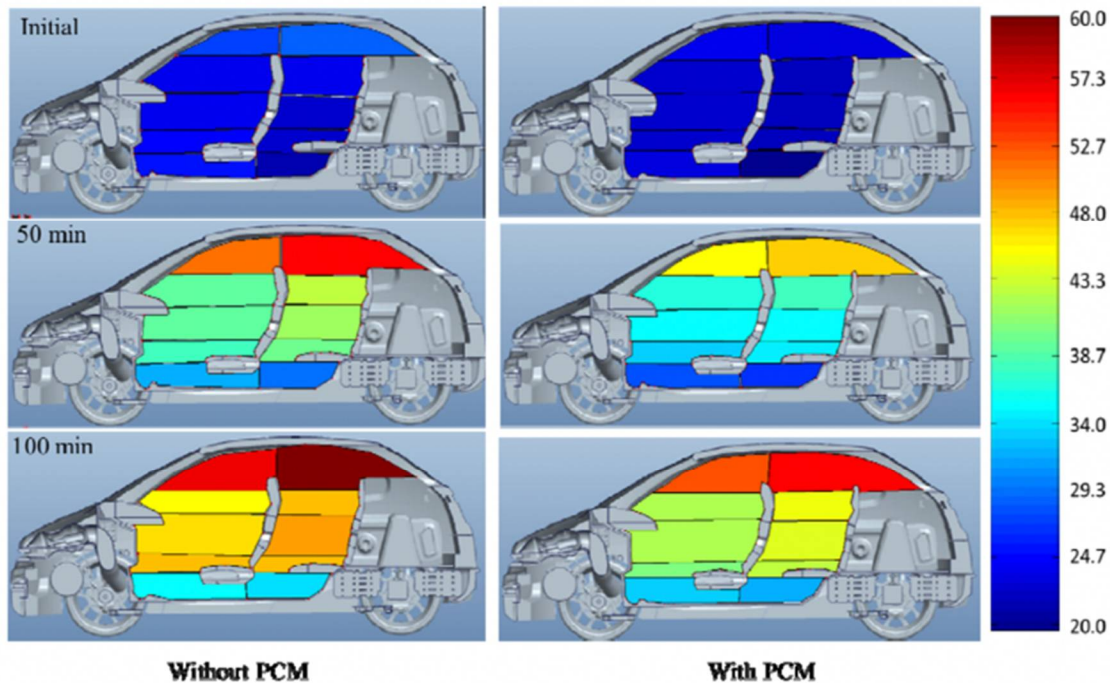 Initial
50 min
100 min
60.0
57.3
52.7
48.0
43.3
38.7
34.0
29.3
24.7
20.0
Without PCM
With PCM